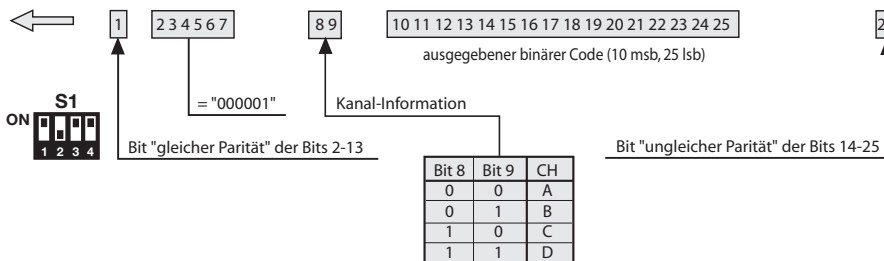 1 2 3 4 5 6 7 8 9 10 11 12 13 14 15 16 17 18 19 20 21 22 23 24 25 2
ausgegebener binärer Code (10 msb, 25 lsb)
S1
= "000001" Kanal-Information
ON
1 2 3 4
Bit "gleicher Parität" der Bits 2-13 Bit "ungleicher Parität" der Bits 14-25
Bit 8 Bit 9 CH
0 0 A
0 1 B
1 0 C
1 1 D